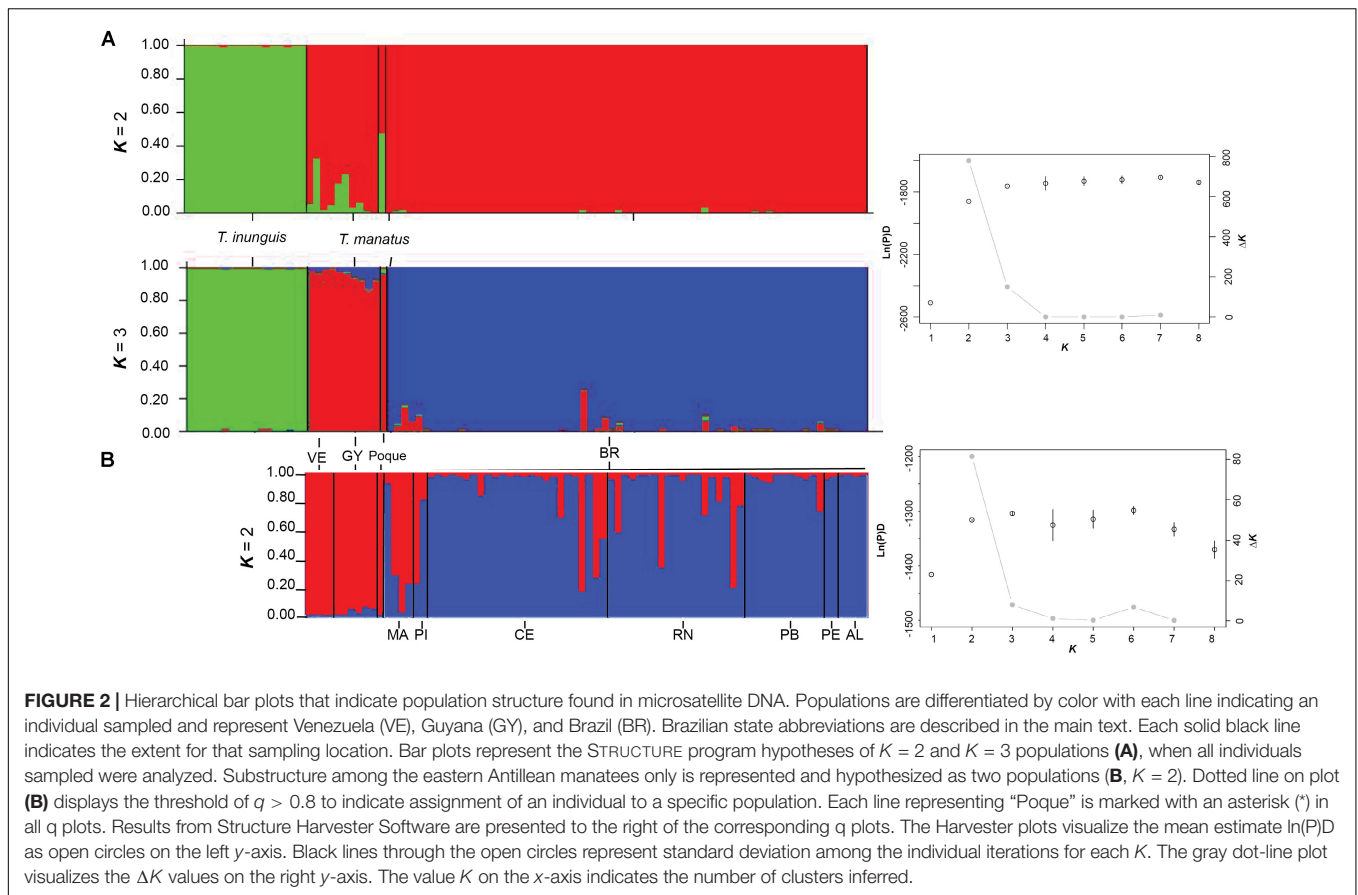 A
1.00
0.80
0.60
0.40
0.20
0.00
K = 2
T. inunguis
T. manatus
1.00
0.80
0.60
0.40
0.20
0.00
K = 3
-1800
-2200
-2600
Ln(P)D
800
600
400
200
0
ΔK
1 2 3 4 5 6 7 8
K
B
VE GY Poque BR
1.00
0.80
0.60
0.40
0.20
0.00
K = 2
MA PI CE RN PB PE AL
-1200
-1300
-1400
-1500
Ln(P)D
80
60
40
20
0
ΔK
1 2 3 4 5 6 7 8
K
FIGURE 2 | Hierarchical bar plots that indicate population structure found in microsatellite DNA. Populations are differentiated by color with each line indicating an
individual sampled and represent Venezuela (VE), Guyana (GY), and Brazil (BR). Brazilian state abbreviations are described in the main text. Each solid black line
indicates the extent for that sampling location. Bar plots represent the STRUCTURE program hypotheses of K = 2 and K = 3 populations (A), when all individuals
sampled were analyzed. Substructure among the eastern Antillean manatees only is represented and hypothesized as two populations (B, K = 2). Dotted line on plot
(B) displays the threshold of q > 0.8 to indicate assignment of an individual to a specific population. Each line representing “Poque” is marked with an asterisk (*) in
all q plots. Results from Structure Harvester Software are presented to the right of the corresponding q plots. The Harvester plots visualize the mean estimate ln(P)D
as open circles on the left y-axis. Black lines through the open circles represent standard deviation among the individual iterations for each K. The gray dot-line plot
visualizes the ΔK values on the right y-axis. The value K on the x-axis indicates the number of clusters inferred.